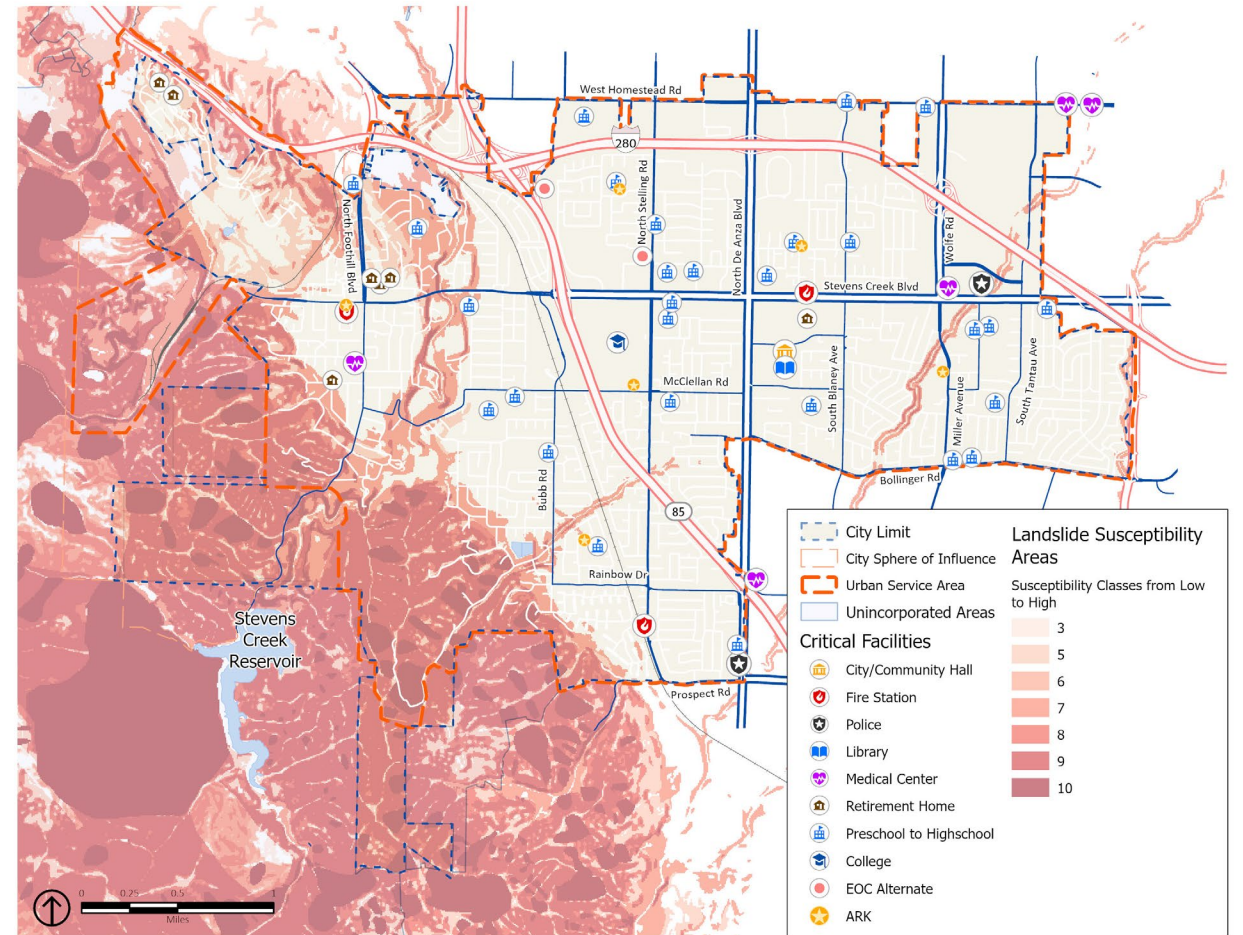 West Homestead Rd
280
North Stelling Rd
North De Anza Blvd
Wolfe Rd
North Foothill Blvd
Stevens Creek Blvd
McClellan Rd
South Blaney Ave
Miller Avenue
South Tantau Ave
Bubb Rd
Bollinger Rd
85
Rainbow Dr
Prospect Rd
Stevens
Creek
Reservoir
City Limit
City Sphere of Influence
Urban Service Area
Unincorporated Areas
Critical Facilities
City/Community Hall
Fire Station
Police
Library
Medical Center
Retirement Home
Preschool to Highschool
College
EOC Alternate
ARK
Landslide Susceptibility
Areas
Susceptibility Classes from Low
to High
3
5
6
7
8
9
10
0 0.25 0.5 1
Miles